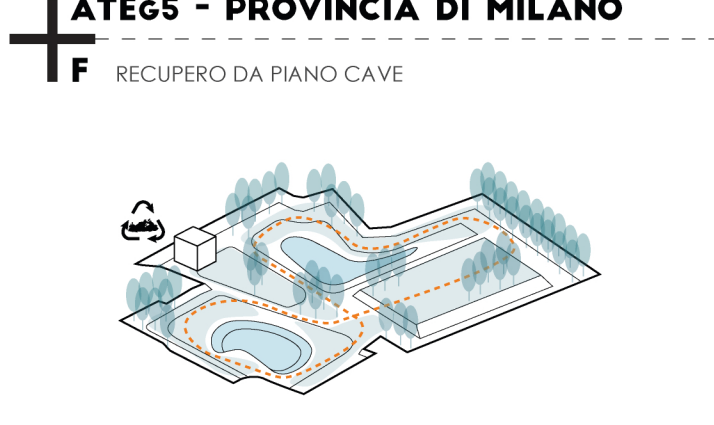 ATEG5 - PROVINCIA DI MILANO
F RECUPERO DA PIANO CAVE